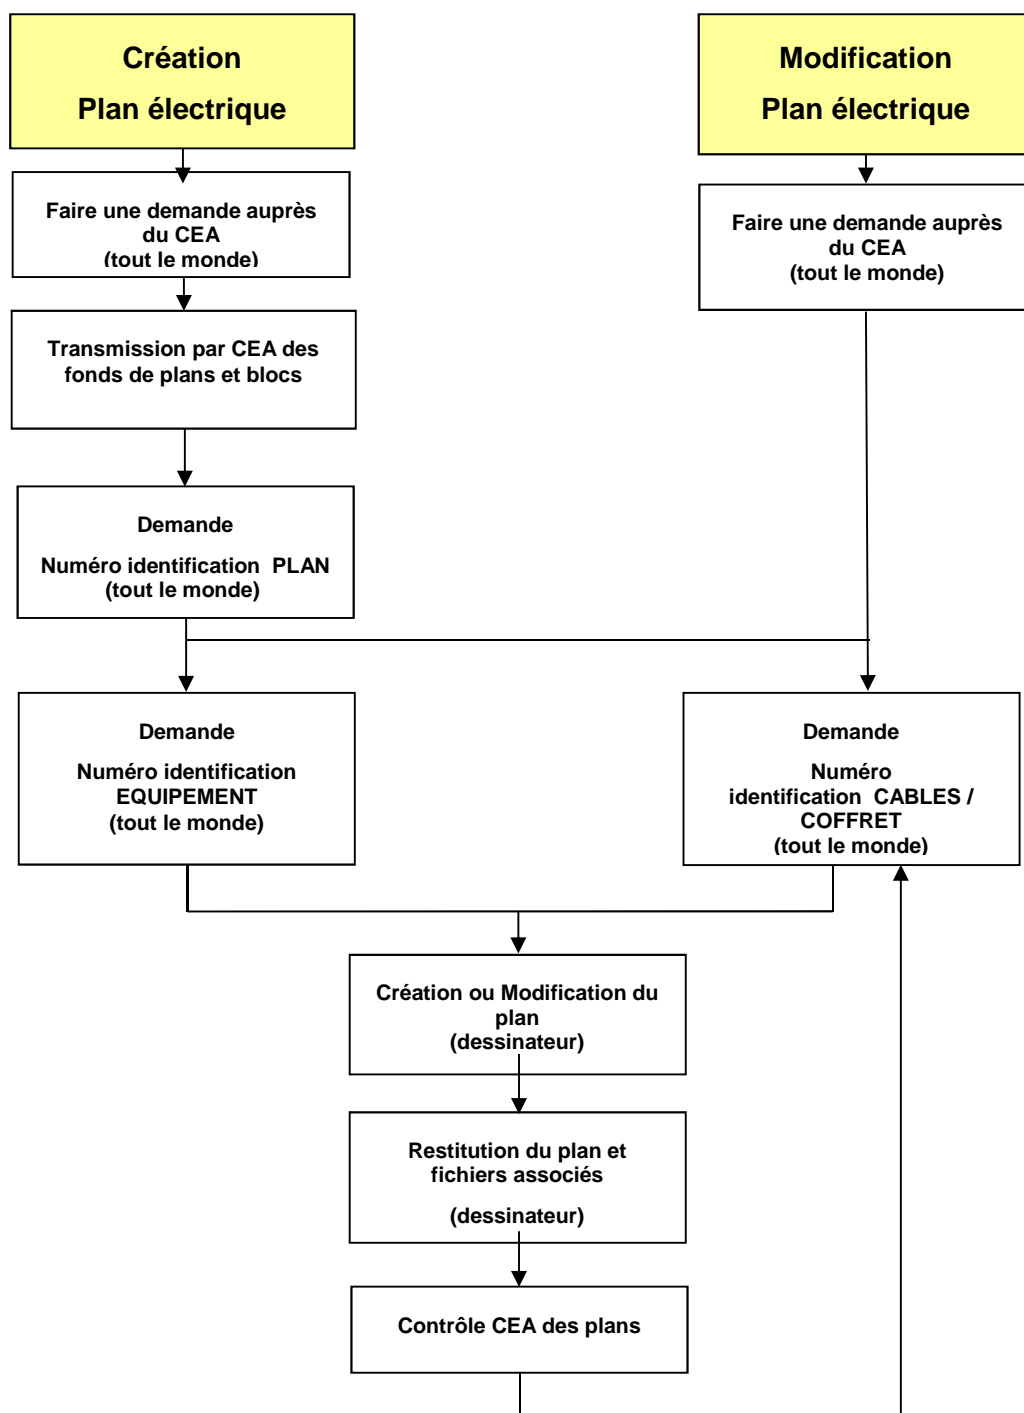 Création
Plan électrique
Modification
Plan électrique
Faire une demande auprès
du CEA
(tout le monde)
Faire une demande auprès
du CEA
(tout le monde)
Transmission par CEA des
fonds de plans et blocs
Demande
Numéro identification PLAN
(tout le monde)
Demande
Numéro identification
EQUIPEMENT
(tout le monde)
Demande
Numéro
identification CABLES /
COFFRET
(tout le monde)
Création ou Modification du
plan
(dessinateur)
Restitution du plan et
fichiers associés
(dessinateur)
Contrôle CEA des plans